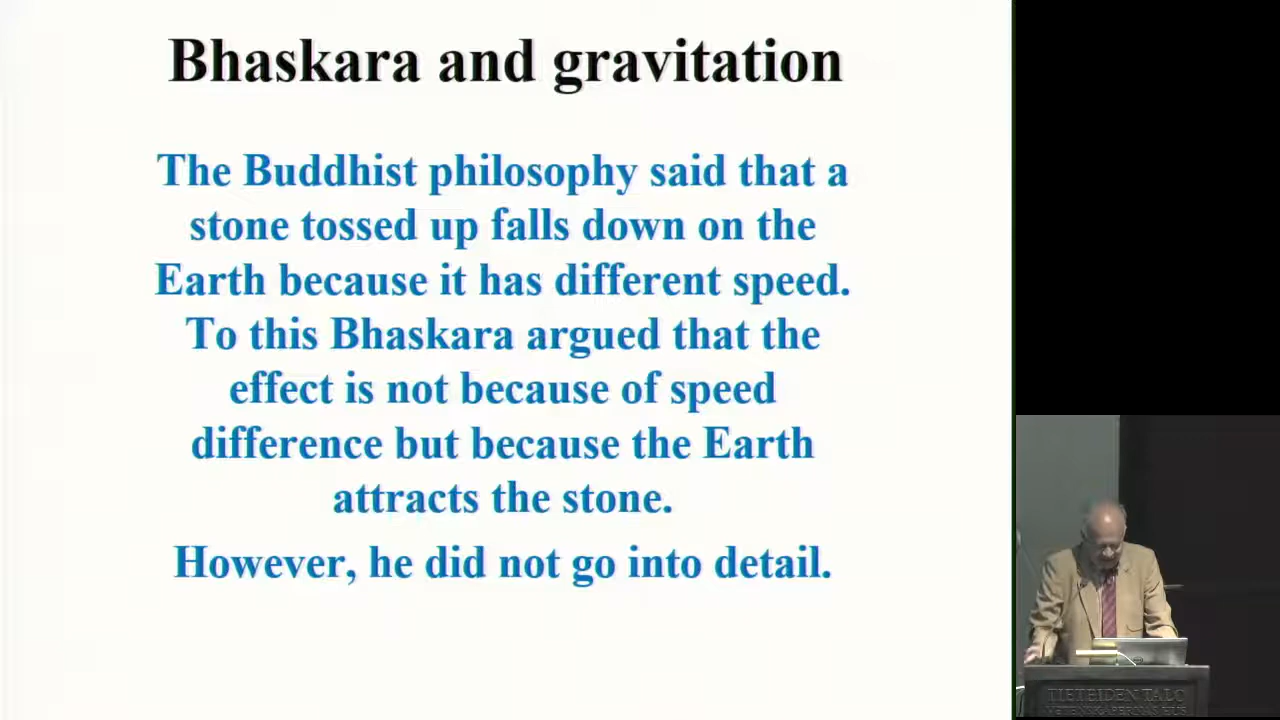 Bhaskara and gravitation
The Buddhist philosophy said that a
stone tossed up falls down on the
Earth because it has different speed.
To this Bhaskara argued that the
effect is not because of speed
difference but because the Earth
attracts the stone.
However, he did not go into detail.
TIETEIDEN TALO